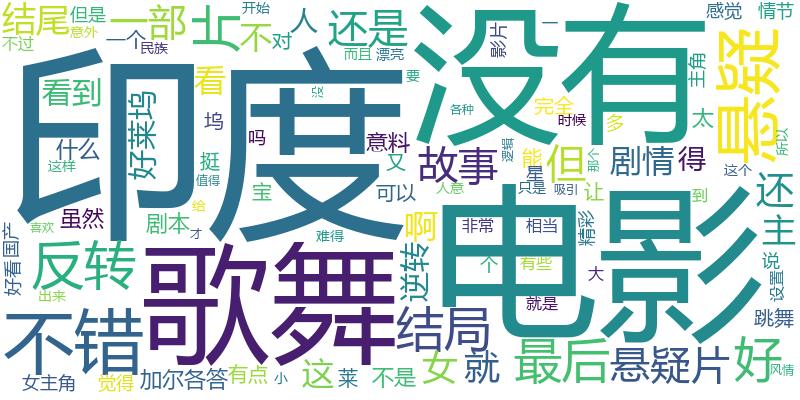 结尾 但是 一部 片 还是 人 影片 一 没有 感觉 情节
不过 意外 一个 民族 不 对 而且 漂亮 开始 悬疑 主角
印度 好莱坞 看到 看 没 要 各种 完全 时候 多 太
什么 坞 吗 意料 故事 逻辑 能 但 剧情 得 所以
这样 挺 值得 宝 又 可以 人意 星 只是 吸引 那个 让 到 这个 还
虽然 剧本 给 才 难得 啊 非常 相当 精彩 电影 主
好看 国产 喜欢 反转 歌舞 逆转 个 有些 大 说 设置
出来 不错 结局 就是 跳舞
女主角 觉得 加尔各答 有点 小 这 莱 不是 女 就 最后 悬疑片 好 风情